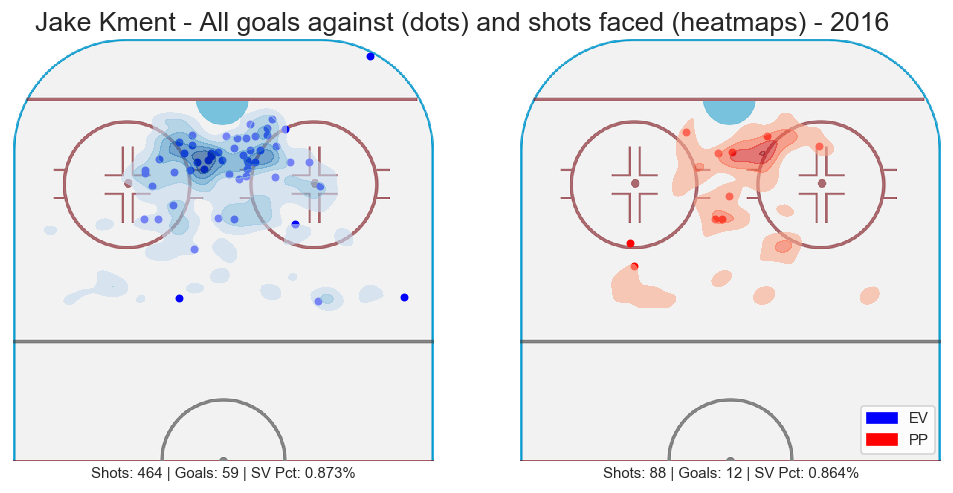 Jake Kment - All goals against (dots) and shots faced (heatmaps) - 2016
EV
PP
Shots: 464 | Goals: 59 | SV Pct: 0.873%
Shots: 88 | Goals: 12 | SV Pct: 0.864%